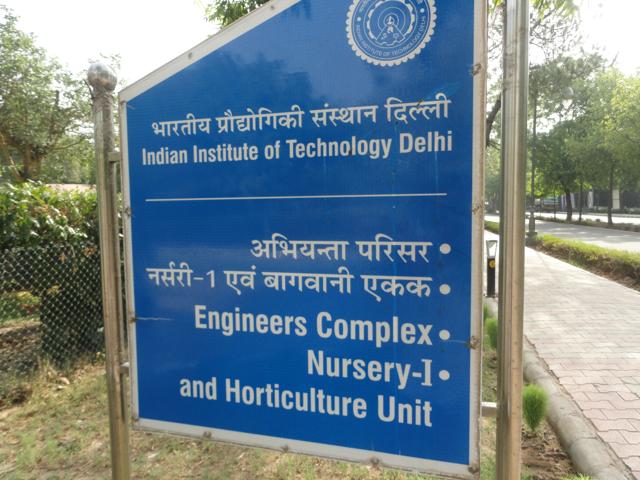 भारतीय प्रौद्योगिकी संस्थान दिल्ली
Indian Institute of Technology Delhi
अभियन्ता परिसर •
नर्सरी-1 एवं बागवानी एकक •
Engineers Complex •
Nursery-I •
and Horticulture Unit